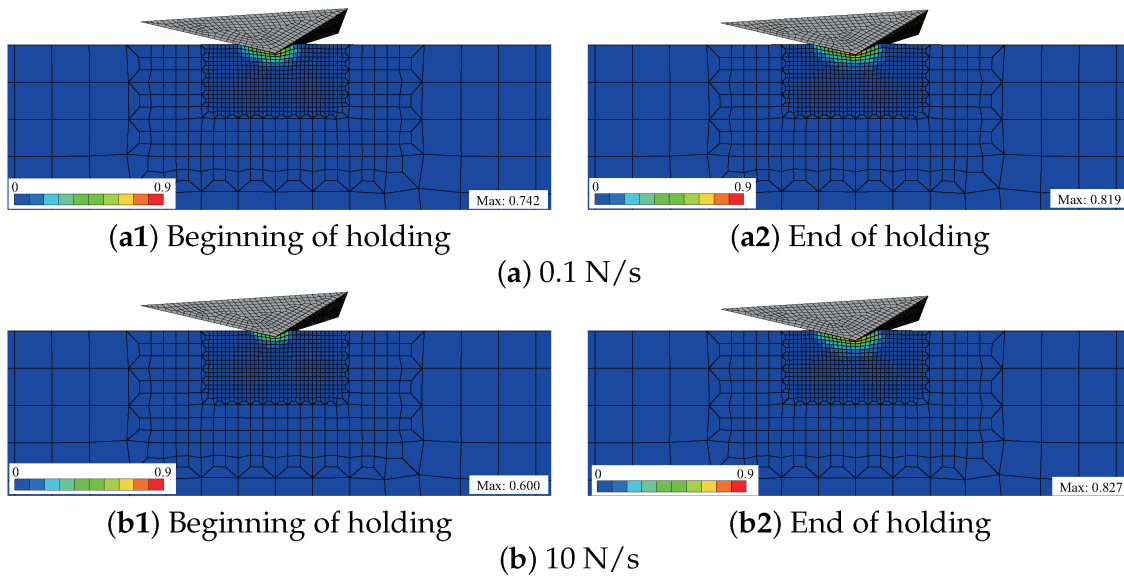 0 0.9
Max: 0.742
0 0.9
Max: 0.819
(a1) Beginning of holding
(a2) End of holding
(a) 0.1 N/s
0 0.9
Max: 0.600
0 0.9
Max: 0.827
(b1) Beginning of holding
(b2) End of holding
(b) 10 N/s